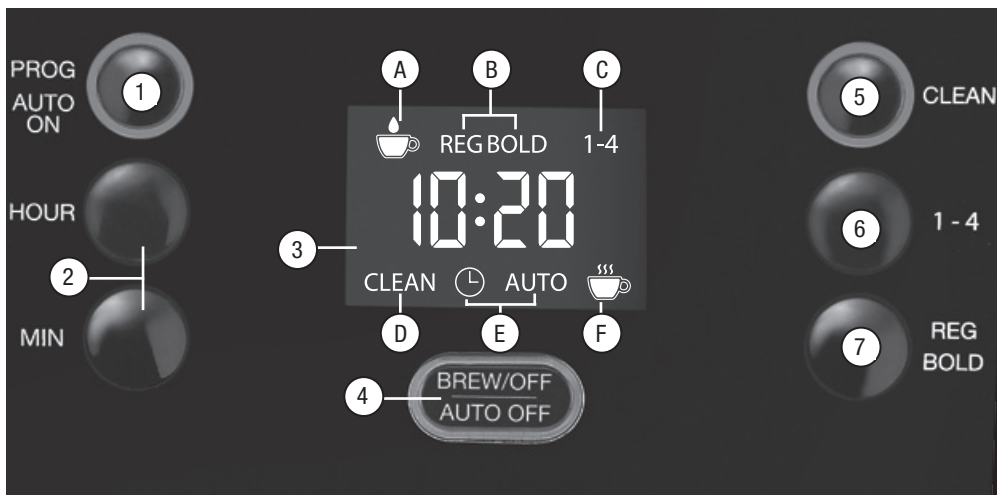 PROG
AUTO
ON
1
HOUR
2
MIN
A
B
C
REG BOLD
1-4
10:20
3
CLEAN
AUTO
D
E
F
4
BREW/OFF
AUTO OFF
5
CLEAN
6
1 - 4
7
REG
BOLD